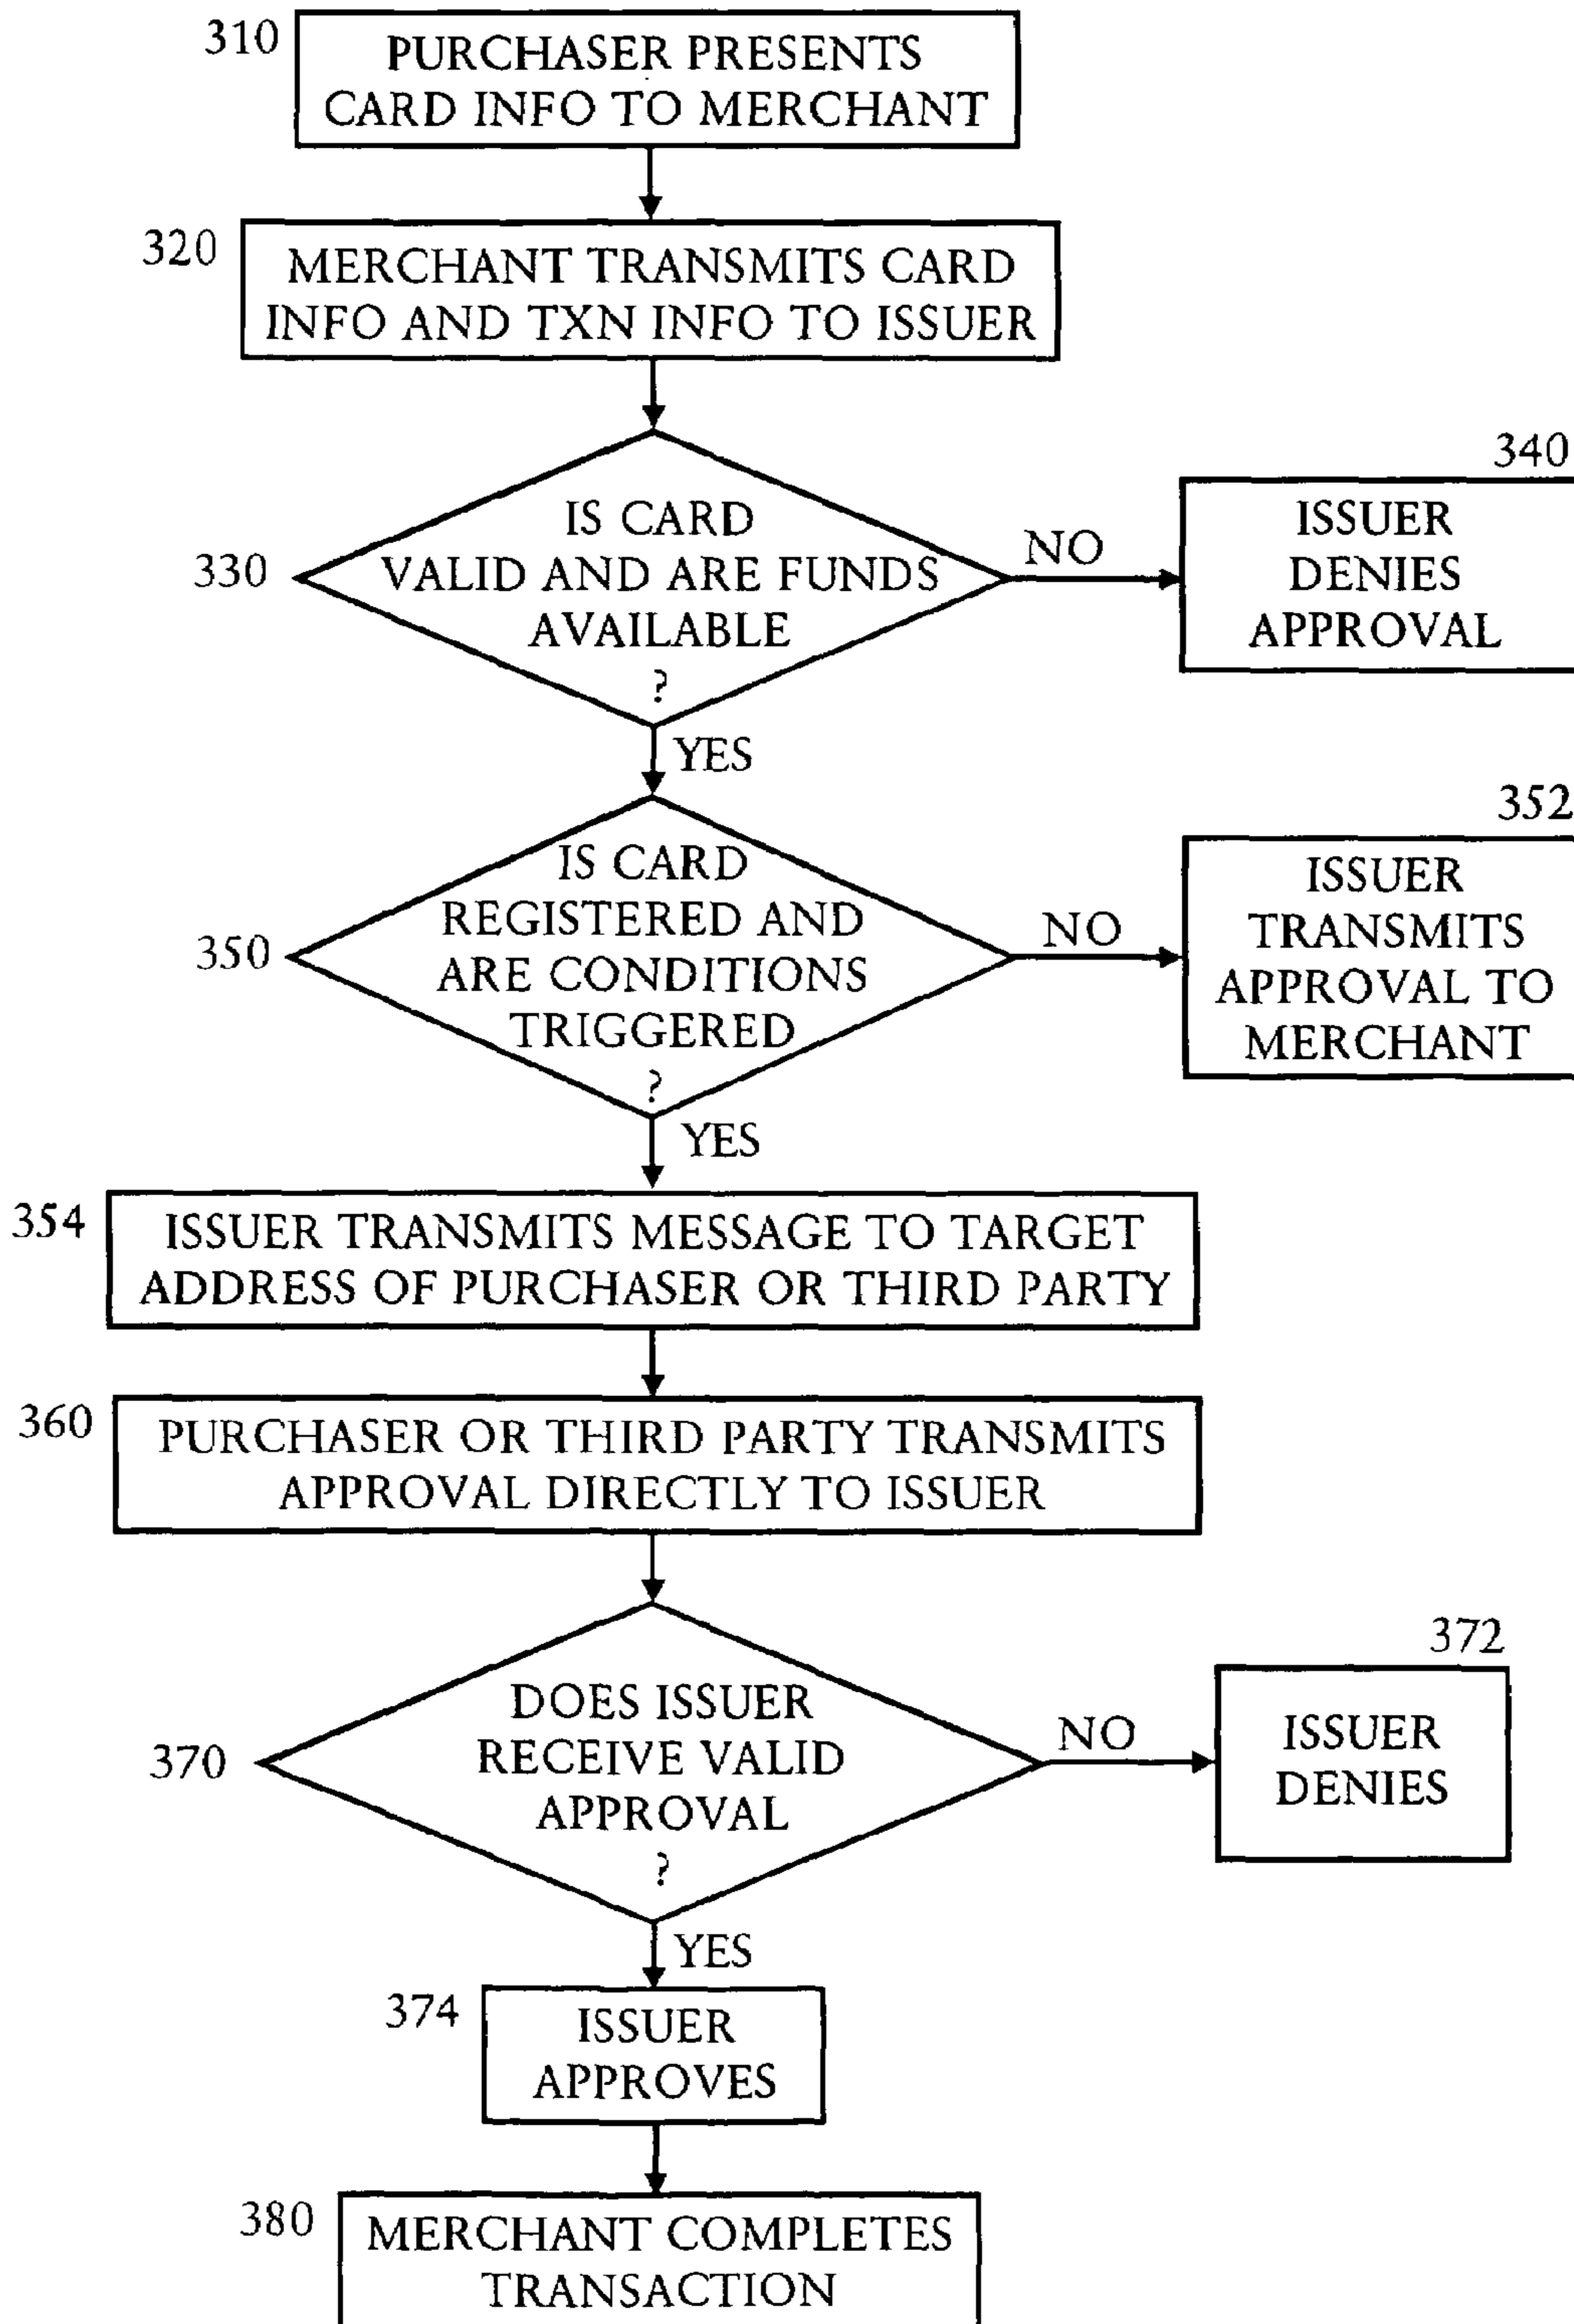 310
PURCHASER PRESENTS
CARD INFO TO MERCHANT
320
MERCHANT TRANSMITS CARD
INFO AND TXN INFO TO ISSUER
330
IS CARD
VALID AND ARE FUNDS
AVAILABLE
?
NO
340
ISSUER
DENIES
APPROVAL
YES
350
IS CARD
REGISTERED AND
ARE CONDITIONS
TRIGGERED
?
NO
352
ISSUER
TRANSMITS
APPROVAL TO
MERCHANT
YES
354
ISSUER TRANSMITS MESSAGE TO TARGET
ADDRESS OF PURCHASER OR THIRD PARTY
360
PURCHASER OR THIRD PARTY TRANSMITS
APPROVAL DIRECTLY TO ISSUER
370
DOES ISSUER
RECEIVE VALID
APPROVAL
?
NO
372
ISSUER
DENIES
YES
374
ISSUER
APPROVES
380
MERCHANT COMPLETES
TRANSACTION